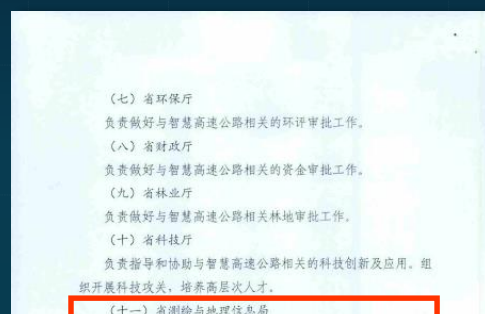 （七）省环保厅
负责做好与智慧高速公路相关的环评审批工作。
（八）省财政厅
负责做好与智慧高速公路相关的资金审批工作。
（九）省林业厅
负责做好与智慧高速公路相关林地审批工作。
（十）省科技厅
负责指导和协助与智慧高速公路相关的科技创新及应用、组
织开展科技攻关，培养高层次人才。
（十一）省测绘与地理信息局